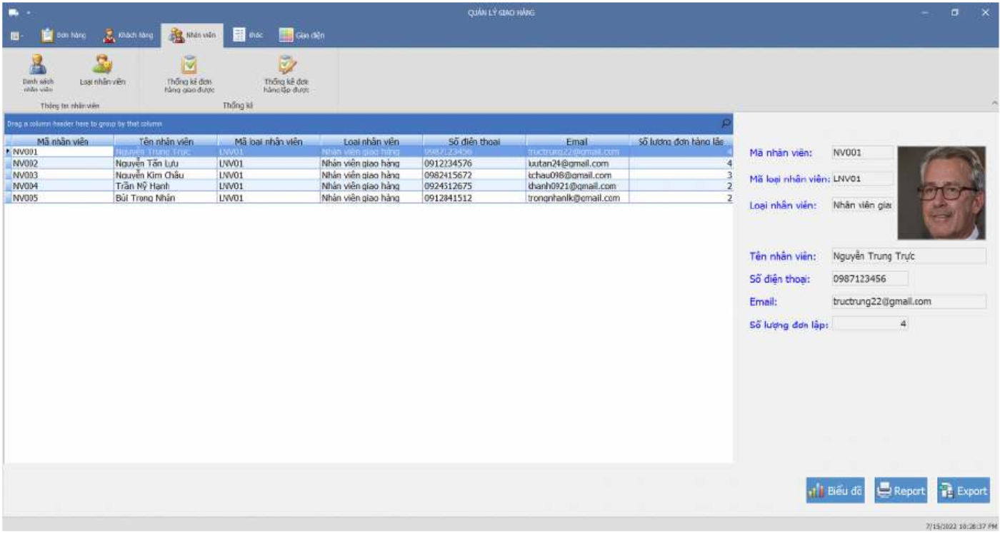 QUẢN LÝ GIAO HÀNG
Đơn hàng Khách hàng Nhân viên Khác Giao diện
Danh sách nhân viên Loại nhân viên Thống kê đơn hàng giao được Thống kê đơn hàng lập được
Thông tin nhân viên Thống kê
Drag a column header here to group by that column
Mã nhân viên Tên nhân viên Mã loại nhân viên Loại nhân viên Số điện thoại Email Số lượng đơn hàng lập
NV001 Nguyễn Trung Trực LNV01 Nhân viên giao hàng 0987123456 tructrung22@gmail.com 4
NV002 Nguyễn Tấn Lưu LNV01 Nhân viên giao hàng 0912234576 luutan24@gmail.com 4
NV003 Nguyễn Kim Châu LNV01 Nhân viên giao hàng 0982415672 kchau098@gmail.com 3
NV004 Trần Mỹ Hạnh LNV01 Nhân viên giao hàng 0924512675 khanh0921@gmail.com 2
NV005 Bùi Trọng Nhân LNV01 Nhân viên giao hàng 0912841512 trongnhanlk@gmail.com 2
Mã nhân viên: NV001
Mã loại nhân viên: LNV01
Loại nhân viên: Nhân viên giao
Tên nhân viên: Nguyễn Trung Trực
Số điện thoại: 0987123456
Email: tructrung22@gmail.com
Số lượng đơn lập: 4
Biểu đồ Report Export
7/15/2022 10:26:37 PM